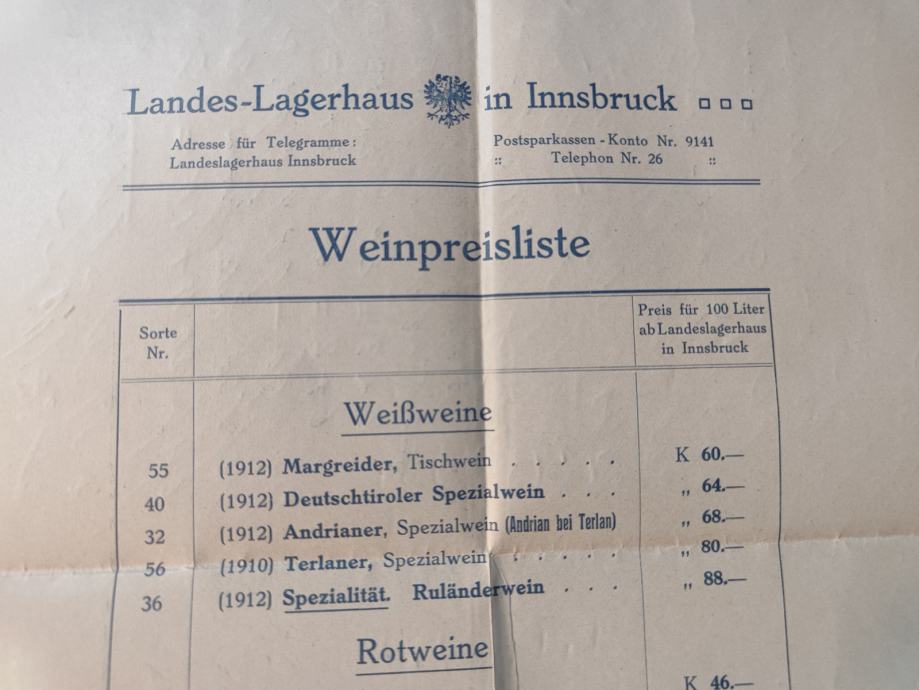 Landes-Lagerhaus in Innsbruck
Adresse für Telegramme: Postsparkassen-Konto Nr. 9141
Landeslagerhaus Innsbruck :: Telephon Nr. 26 ::
Weinpreisliste
Sorte Nr. Preis für 100 Liter ab Landeslagerhaus in Innsbruck
Weißweine
55 (1912) Margreider, Tischwein . . . . . K 60.—
40 (1912) Deutschtiroler Spezialwein . . . „ 64.—
32 (1912) Andrianer, Spezialwein (Andrian bei Terlan) „ 68.—
56 (1910) Terlaner, Spezialwein . . . . . „ 80.—
36 (1912) Spezialität. Ruländerwein . . . „ 88.—
Rotweine
K 46.—